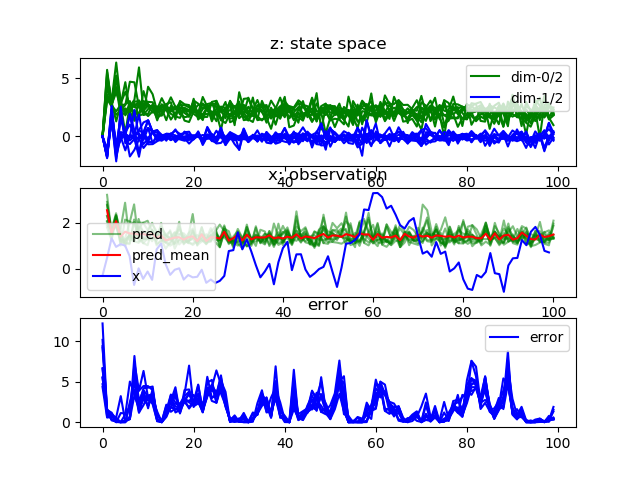 z: state space
5
0
dim-0/2
dim-1/2
0 20 40 60 80 100
x: observation
2
0
pred
pred_mean
x
0 20 40 60 80 100
error
10
5
0
error
0 20 40 60 80 100